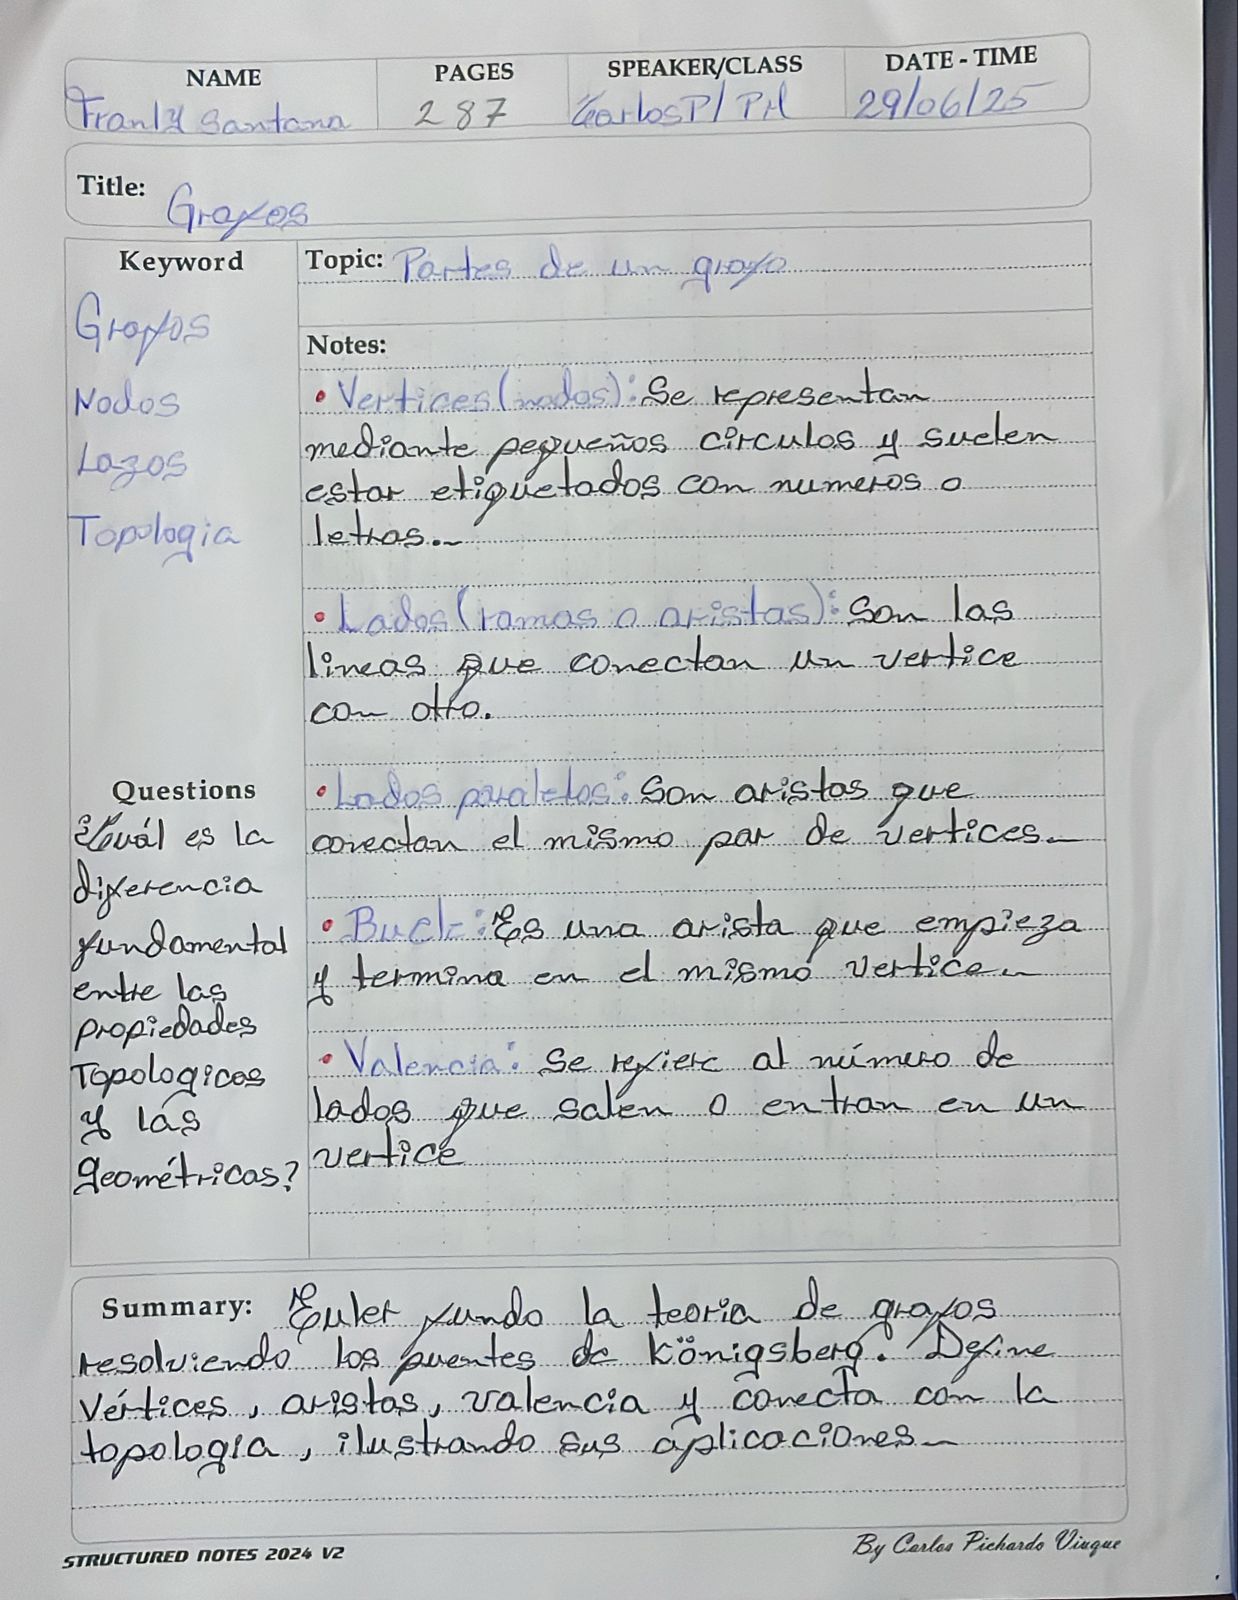 NAME
PAGES
SPEAKER/CLASS
DATE - TIME
Franly Santana
287
CarlosP/ PM
29/06/25
Title: Grafos
Keyword
Grafos
Nodos
Lazos
Topologia
Topic: Partes de un grafo
Notes:
• Vertices (nodos): Se representan
mediante pequeños circulos y suelen
estar etiquetados con numeros o
letras.
• Lados (ramas o aristas): Son las
lineas que conectan un vertice
con otro.
• Lados paralelos: Son aristas que
conectan el mismo par de vertices.
• Bucle: Es una arista que empieza
y termina en el mismo vertice.
• Valencia: Se refiere al número de
lados que salen o entran en un
vertice
Questions
¿Cuál es la
diferencia
fundamental
entre las
propiedades
Topologicas
y las
geométricas?
Summary: Euler fundo la teoria de grafos
resolviendo los puentes de Königsberg. Define
vértices, aristas, valencia y conecta con la
topologia, ilustrando sus aplicaciones
STRUCTURED NOTES 2024 V2
By Carlos Pichardo Viuque